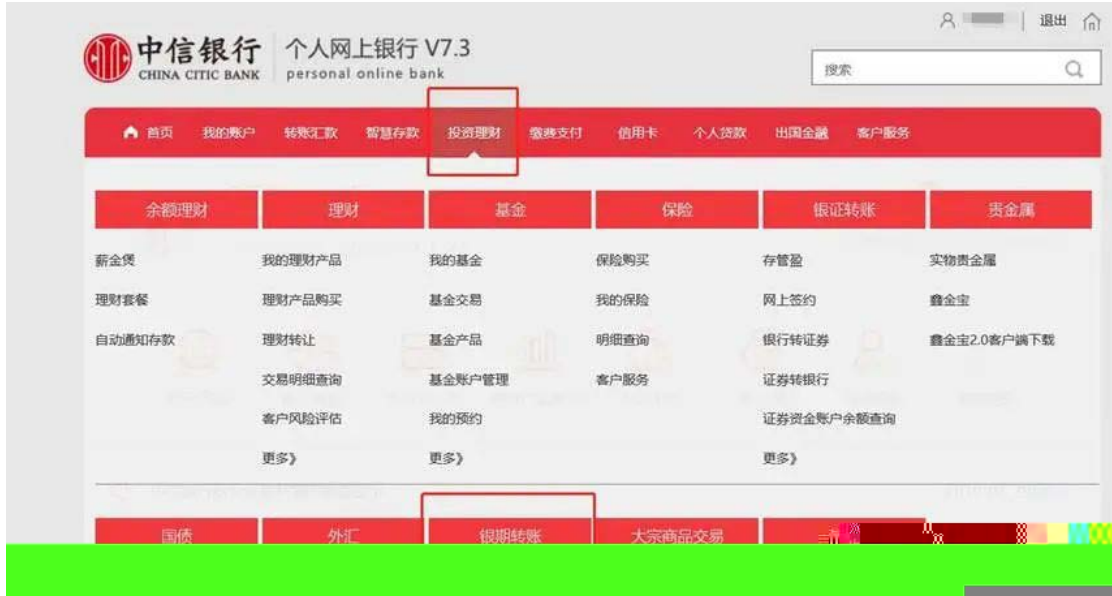 退出
中信银行 个人网上银行 V7.3
CHINA CITIC BANK personal online bank
搜索
首页 我的账户 转账汇款 智慧存款 投资理财 缴费支付 信用卡 个人贷款 出国金融 客户服务
余额理财 理财 基金 保险 银证转账 贵金属
薪金煲 我的理财产品 我的基金 保险购买 存管盈 实物贵金属
理财套餐 理财产品购买 基金交易 我的保险 网上签约 鑫金宝
自动通知存款 理财转让 基金产品 明细查询 银行转证券 鑫金宝2.0客户端下载
交易明细查询 基金账户管理 客户服务 证券转银行
客户风险评估 我的预约 证券资金账户余额查询
更多》 更多》 更多》
国债 外汇 银期转账 大宗商品交易